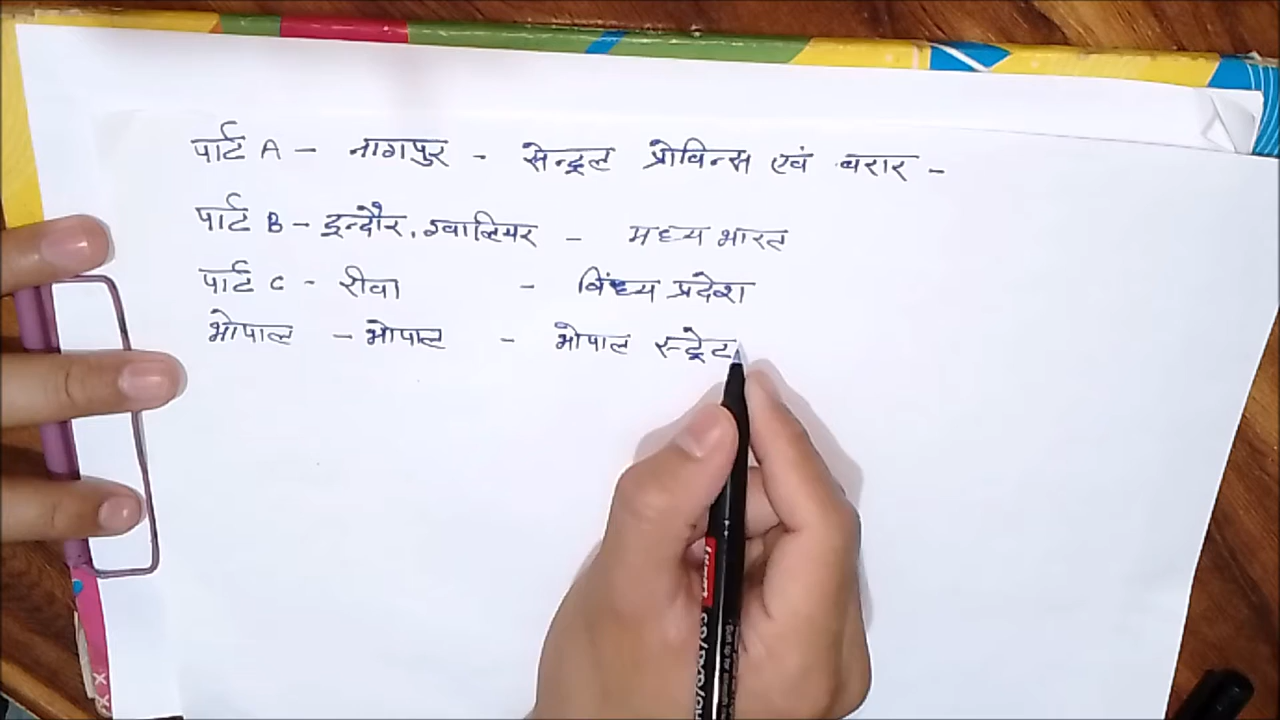 पार्ट A - नागपुर - सेन्ट्रल प्रोविन्स एवं बरार -
पार्ट B - इन्दौर, ग्वालियर - मध्य भारत
पार्ट C - रीवा - विंध्य प्रदेश
भोपाल - भोपाल - भोपाल स्टेट